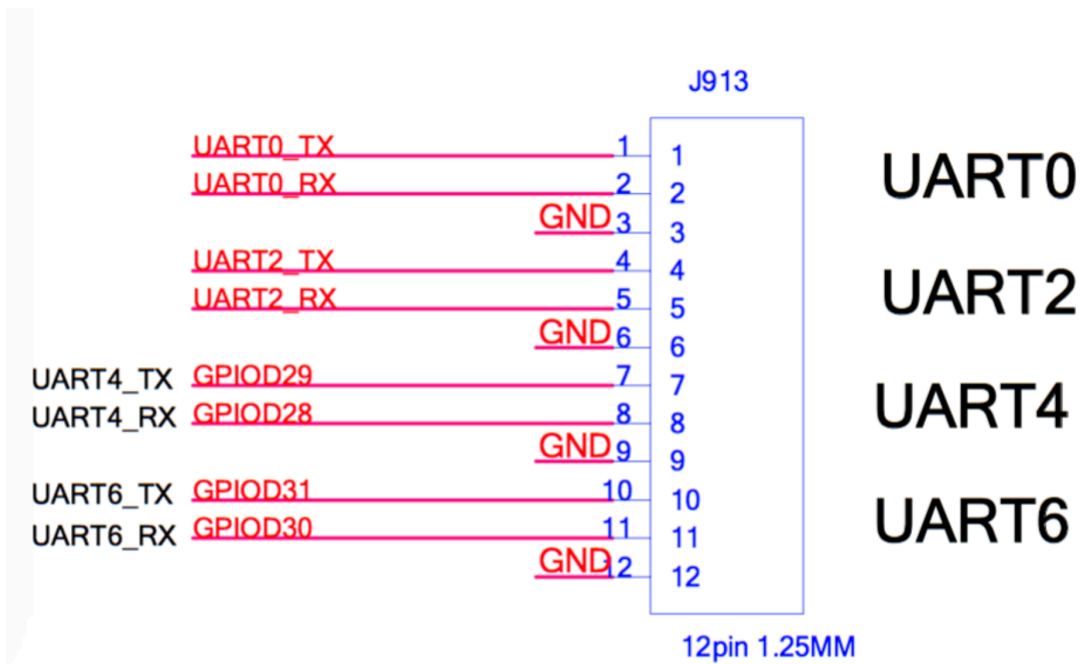 J913
UART0_TX 1 1
UART0_RX 2 2
UART0
GND 3 3
UART2_TX 4 4
UART2_RX 5 5
UART2
GND 6 6
UART4_TX GPIOD29 7 7
UART4_RX GPIOD28 8 8
UART4
GND 9 9
UART6_TX GPIOD31 10 10
UART6_RX GPIOD30 11 11
UART6
GND 12 12
12pin 1.25MM